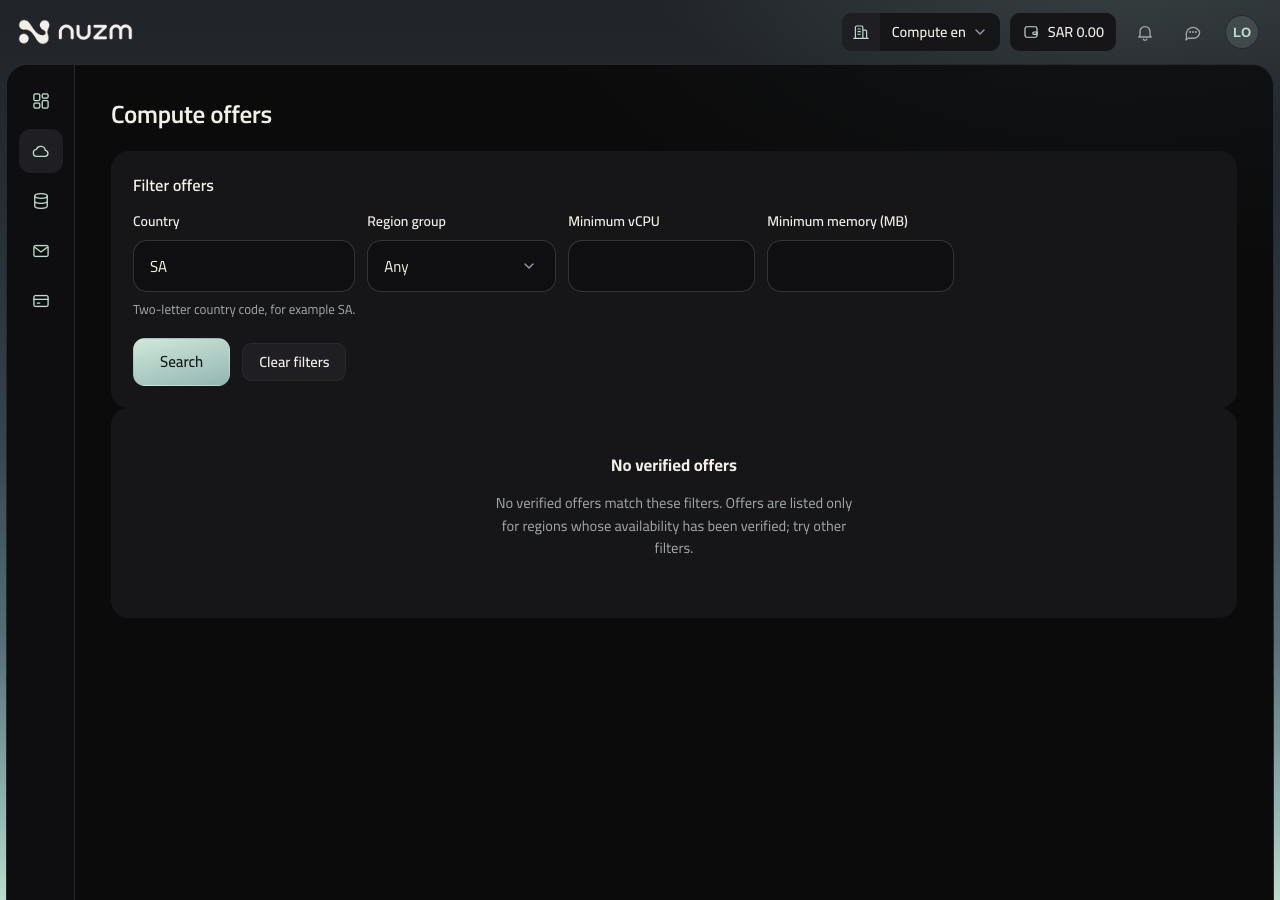 nuzm
Compute en
SAR 0.00
LO
Compute offers
Filter offers
Country
Region group
Minimum vCPU
Minimum memory (MB)
SA
Any
Two-letter country code, for example SA.
Search
Clear filters
No verified offers
No verified offers match these filters. Offers are listed only
for regions whose availability has been verified; try other
filters.